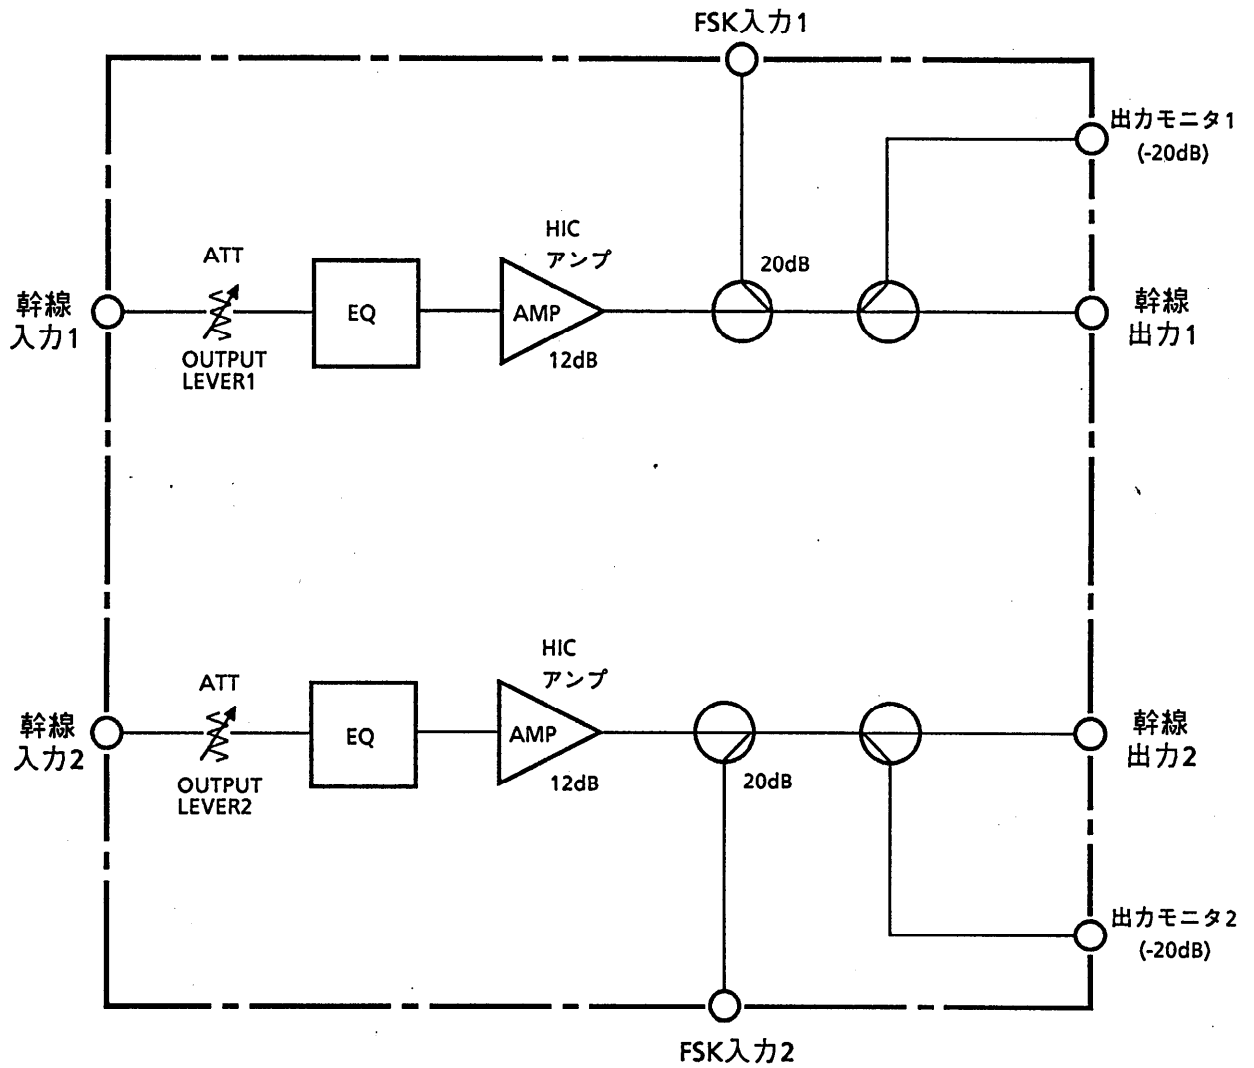 FSK入力1
出力モニタ1
(-20dB)
HIC
アンプ
ATT
20dB
幹線
入力1
EQ
AMP
幹線
出力1
OUTPUT
LEVER1
12dB
HIC
アンプ
ATT
幹線
入力2
EQ
AMP
幹線
出力2
OUTPUT
LEVER2
12dB
20dB
出力モニタ2
(-20dB)
FSK入力2